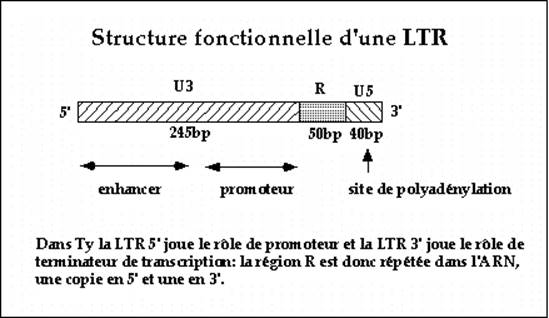 Structure fonctionnelle d'une LTR
U3 R U5
5' 3'
245bp 50bp 40bp
enhancer promoteur site de polyadénylation
Dans Ty la LTR 5' joue le rôle de promoteur et la LTR 3' joue le rôle de
terminateur de transcription: la région R est donc répétée dans l'ARN,
une copie en 5' et une en 3'.